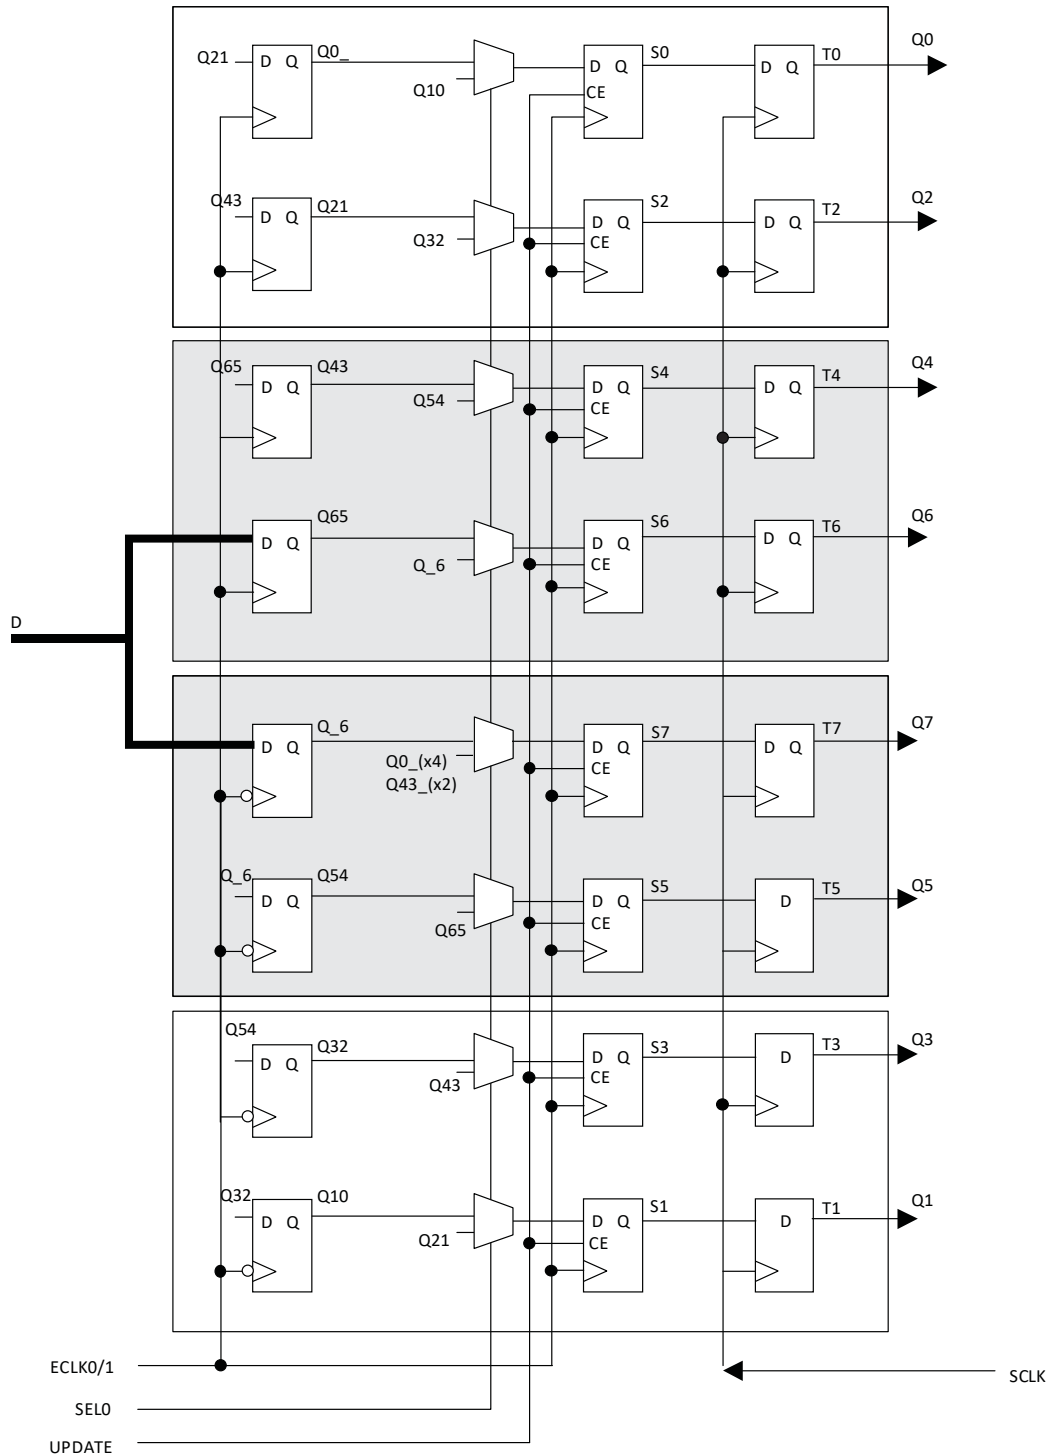 Q0
Q21 D Q Q0_ D Q S0 D Q T0
Q10 CE
Q2
Q43 D Q Q21 D Q S2 D Q T2
Q32 CE
Q4
Q65 D Q Q43 D Q S4 D Q T4
Q54 CE
Q6
D Q Q65 D Q S6 D Q T6
Q_6 CE
D
Q7
D Q Q_6 D Q S7 D Q T7
Q0_(x4) CE
Q43_(x2)
Q5
Q_6 D Q Q54 D Q S5 D T5
Q65 CE
Q3
Q54 D Q Q32 D Q S3 D T3
Q43 CE
Q1
Q32 D Q Q10 D Q S1 D T1
Q21 CE
ECLK0/1
SCLK
SEL0
UPDATE